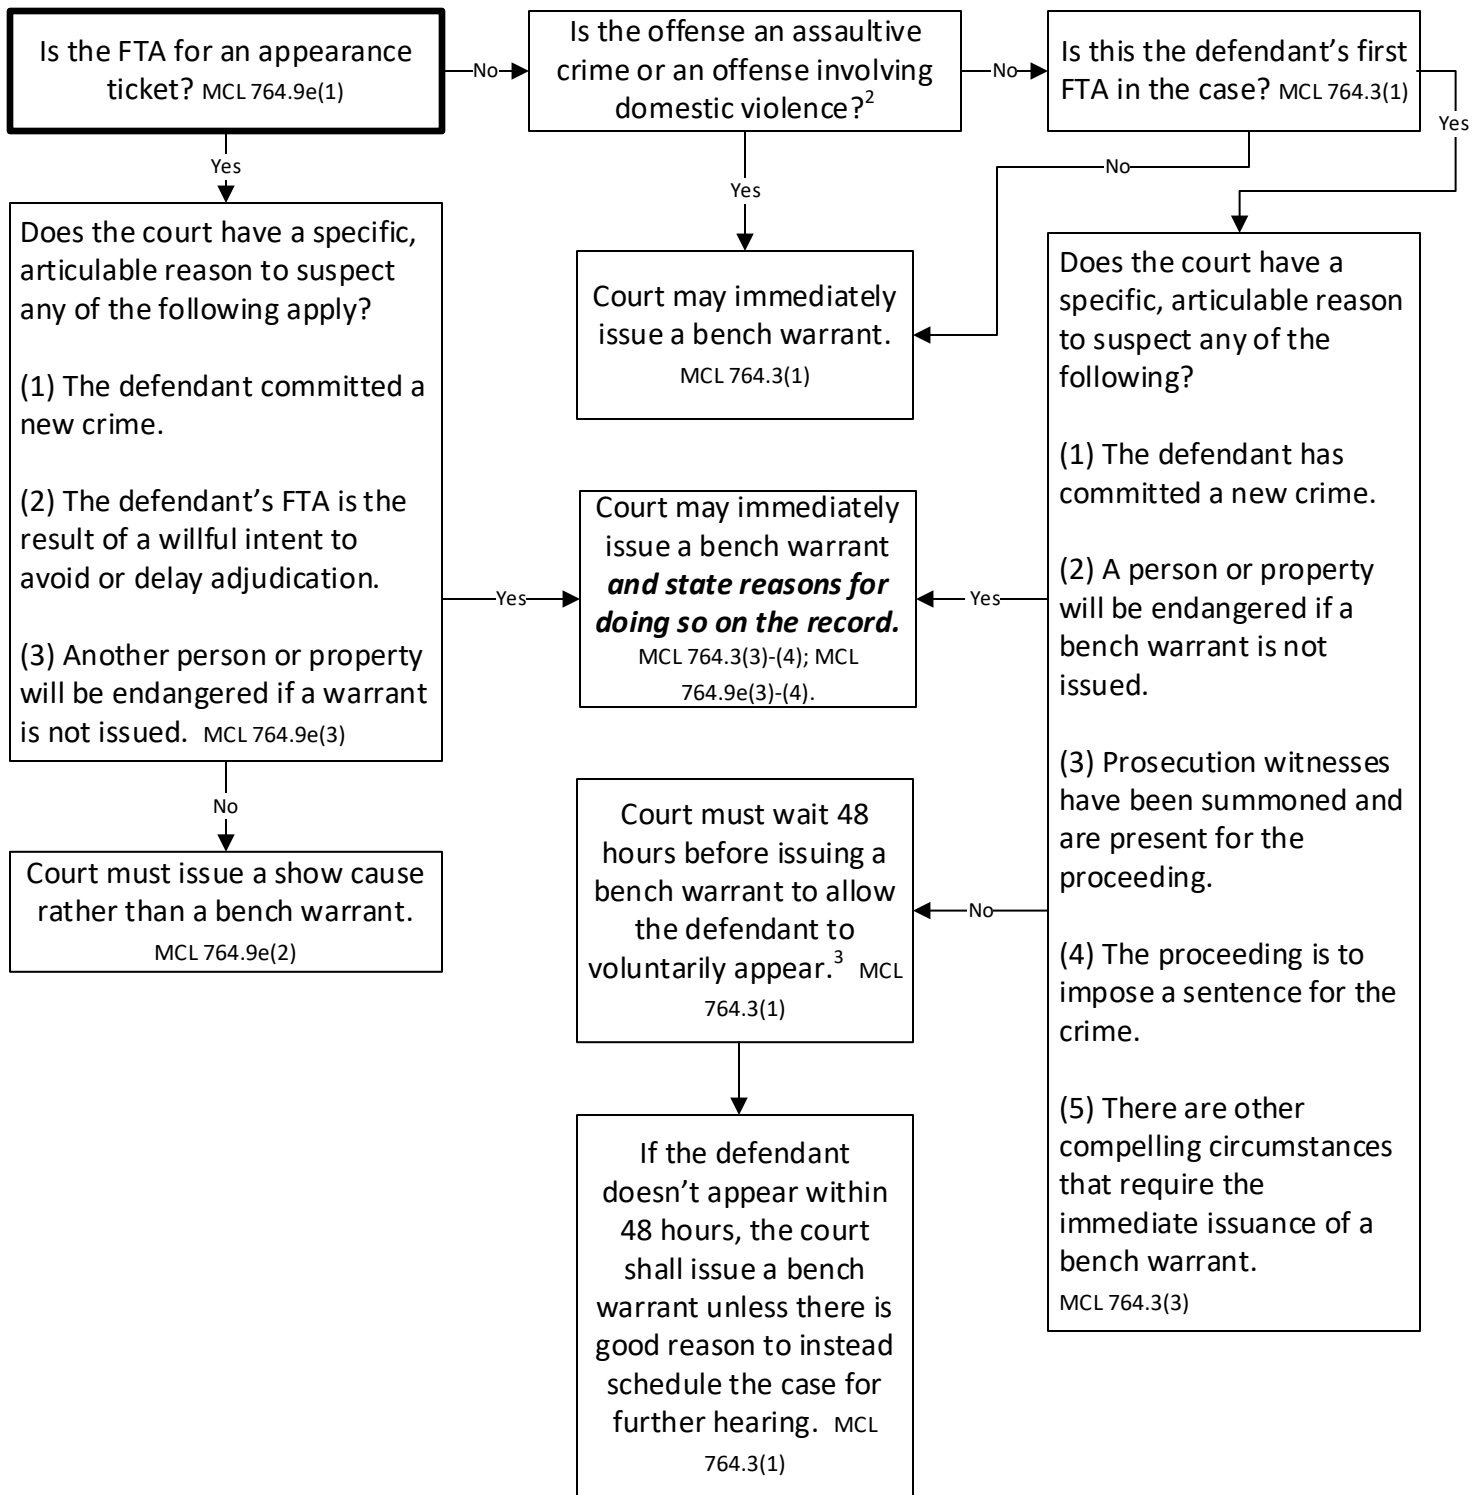 Is the FTA for an appearance
ticket? MCL 764.9e(1)
No
Is the offense an assaultive
crime or an offense involving
domestic violence?2
No
Is this the defendant’s first
FTA in the case? MCL 764.3(1)
Yes
Yes
Yes
No
Does the court have a specific,
articulable reason to suspect
any of the following apply?
(1) The defendant committed a
new crime.
(2) The defendant’s FTA is the
result of a willful intent to
avoid or delay adjudication.
(3) Another person or property
will be endangered if a warrant
is not issued. MCL 764.9e(3)
No
Court must issue a show cause
rather than a bench warrant.
MCL 764.9e(2)
Court may immediately
issue a bench warrant.
MCL 764.3(1)
Yes
Court may immediately
issue a bench warrant
and state reasons for
doing so on the record.
MCL 764.3(3)-(4); MCL
764.9e(3)-(4).
Yes
Court must wait 48
hours before issuing a
bench warrant to allow
the defendant to
voluntarily appear.3 MCL
764.3(1)
No
If the defendant
doesn’t appear within
48 hours, the court
shall issue a bench
warrant unless there is
good reason to instead
schedule the case for
further hearing. MCL
764.3(1)
Does the court have a
specific, articulable reason
to suspect any of the
following?
(1) The defendant has
committed a new crime.
(2) A person or property
will be endangered if a
bench warrant is not
issued.
(3) Prosecution witnesses
have been summoned and
are present for the
proceeding.
(4) The proceeding is to
impose a sentence for the
crime.
(5) There are other
compelling circumstances
that require the
immediate issuance of a
bench warrant.
MCL 764.3(3)